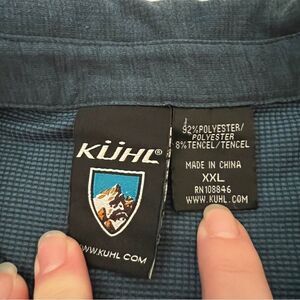 KÜHL®
WWW.KUHL.COM
92%POLYESTER/
POLYESTER
8%TENCEL/TENCEL
MADE IN CHINA
XXL
RN108846
WWW.KUHL.COM